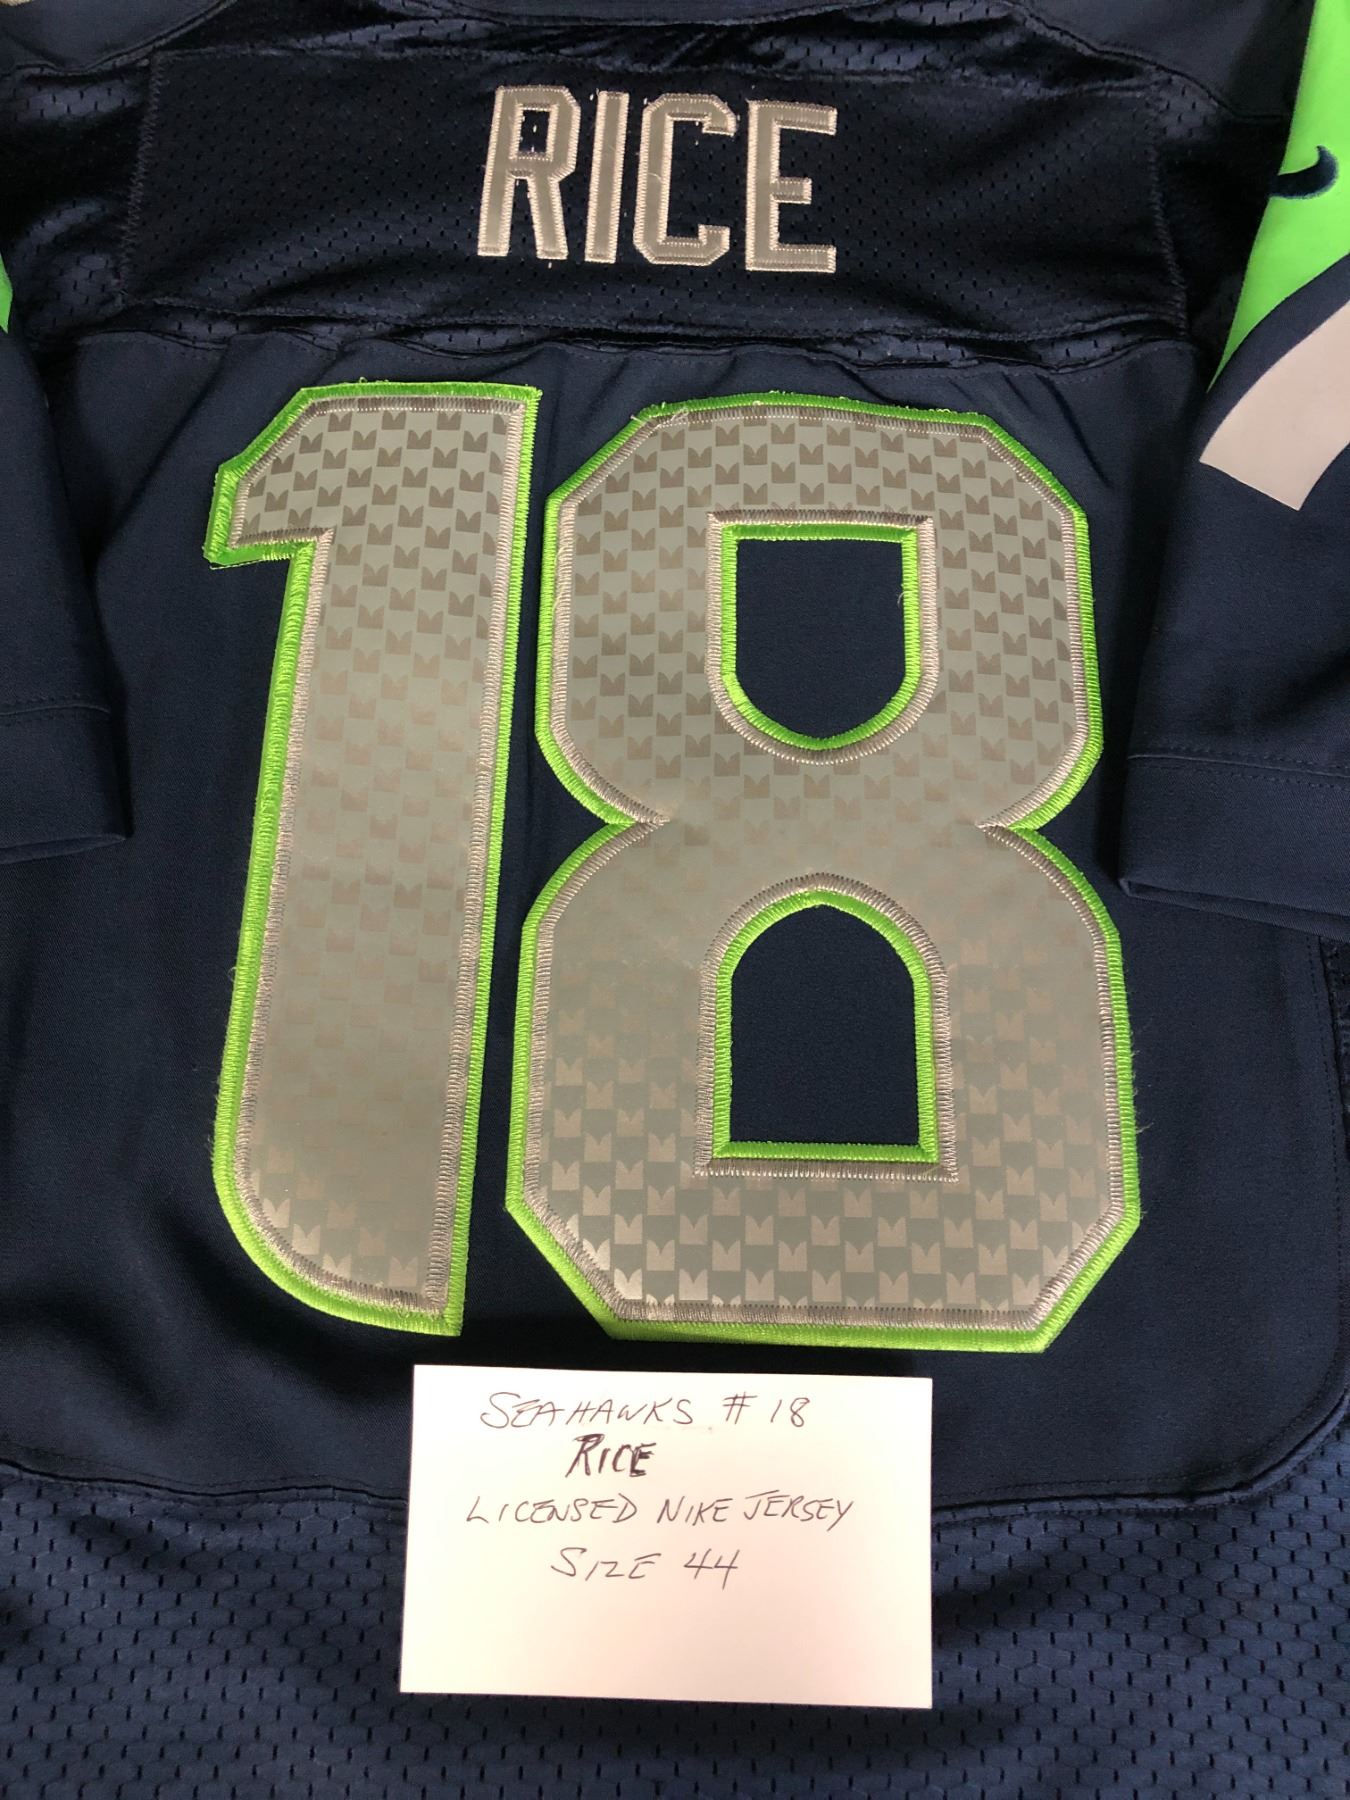 RICE
18
SEAHAWKS # 18
RICE
LICENSED NIKE JERSEY
SIZE 44